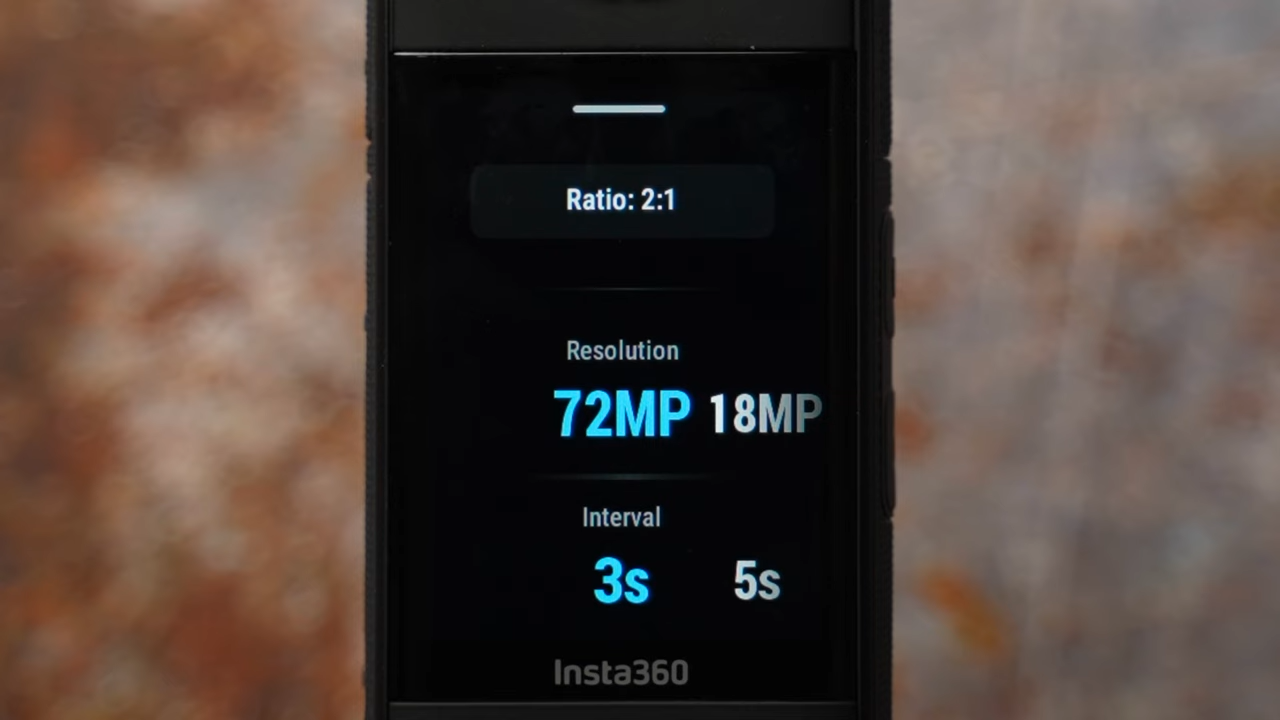 Ratio: 2:1
Resolution
72MP 18MP
Interval
3s 5s
Insta360